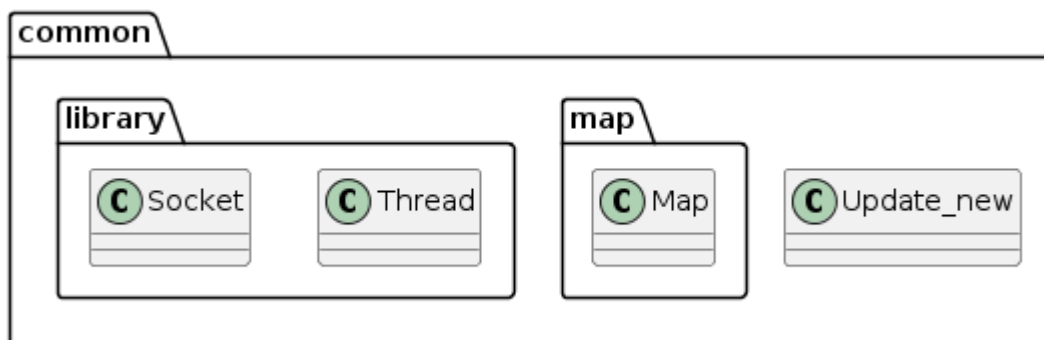 common
library
map
C Socket
C Thread
C Map
C Update_new